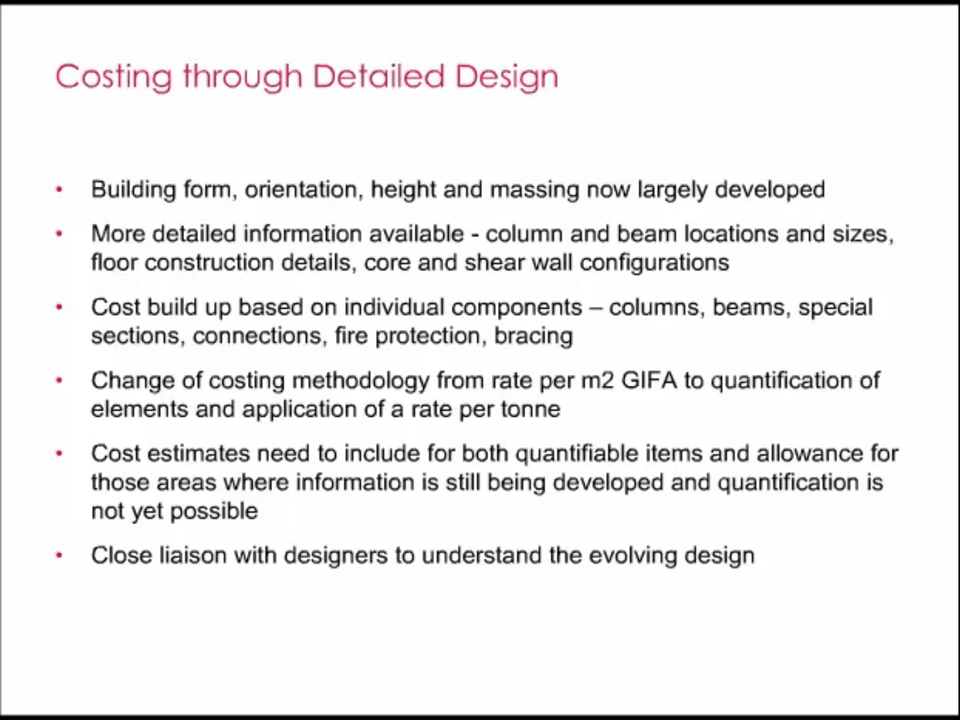 Costing through Detailed Design
• Building form, orientation, height and massing now largely developed
• More detailed information available - column and beam locations and sizes,
floor construction details, core and shear wall configurations
• Cost build up based on individual components – columns, beams, special
sections, connections, fire protection, bracing
• Change of costing methodology from rate per m2 GIFA to quantification of
elements and application of a rate per tonne
• Cost estimates need to include for both quantifiable items and allowance for
those areas where information is still being developed and quantification is
not yet possible
• Close liaison with designers to understand the evolving design